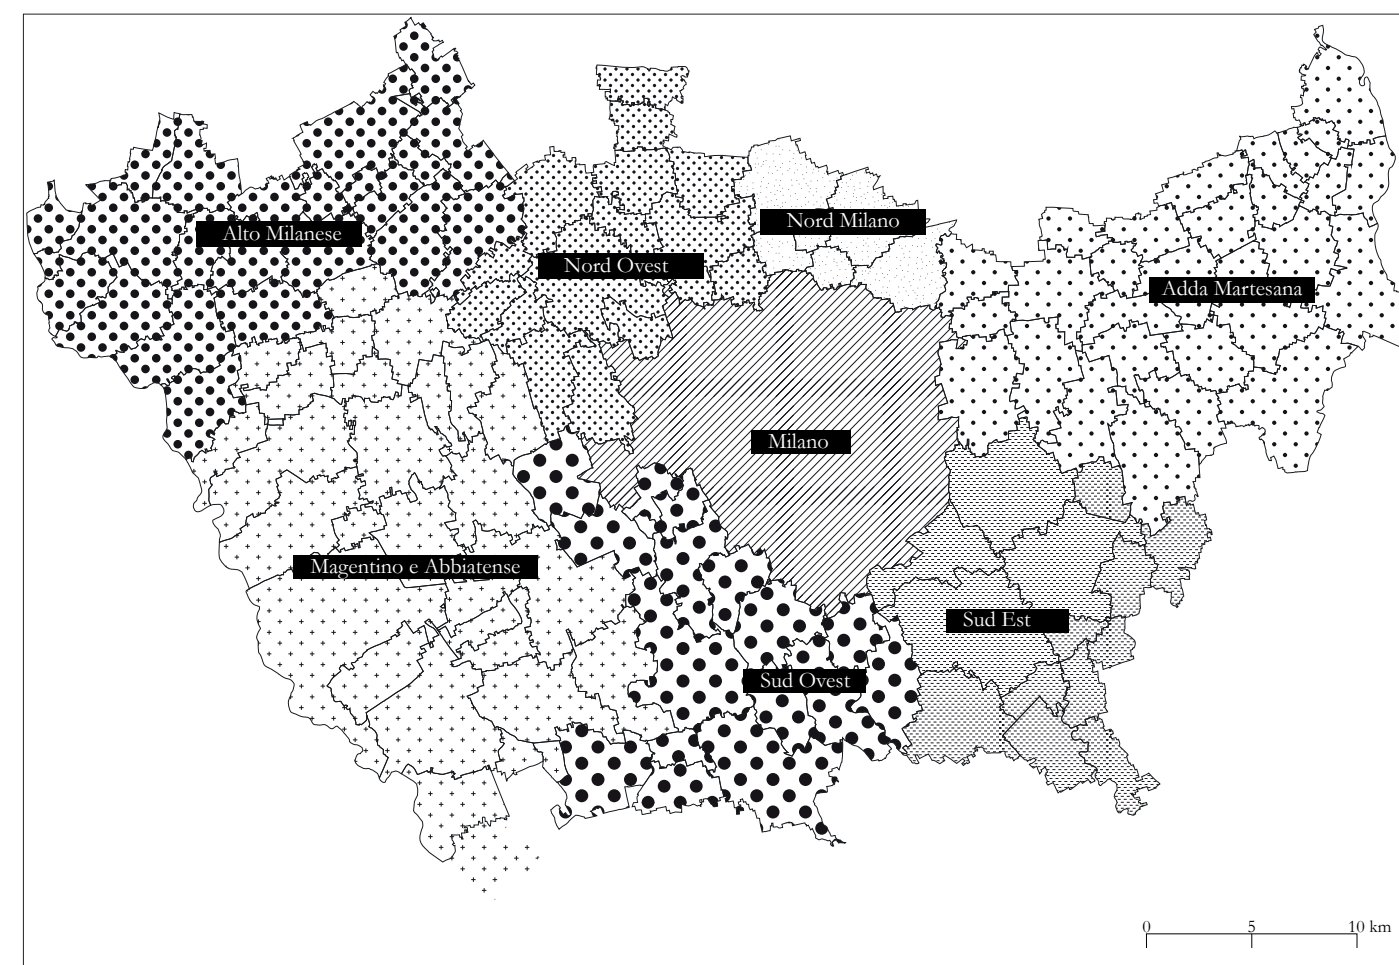 Nord Milano
Alto Milanese
Nord Ovest
Adda Martesana
Milano
Magentino e Abbiatense
Sud Est
Sud Ovest
0 5 10 km